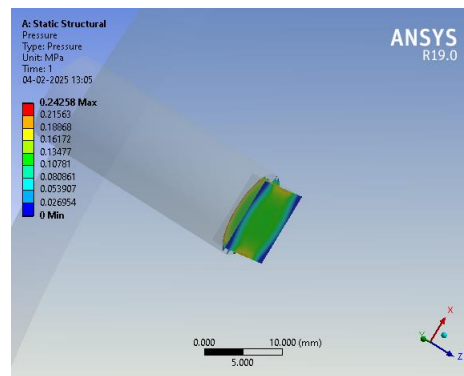 A: Static Structural
Pressure
Type: Pressure
Unit: MPa
Time: 1
04-02-2025 13:05
0.24258 Max
0.21563
0.18868
0.16172
0.13477
0.10781
0.080861
0.053907
0.026954
0 Min
ANSYS
R19.0
0.000
10.000 (mm)
5.000
X
Y
Z